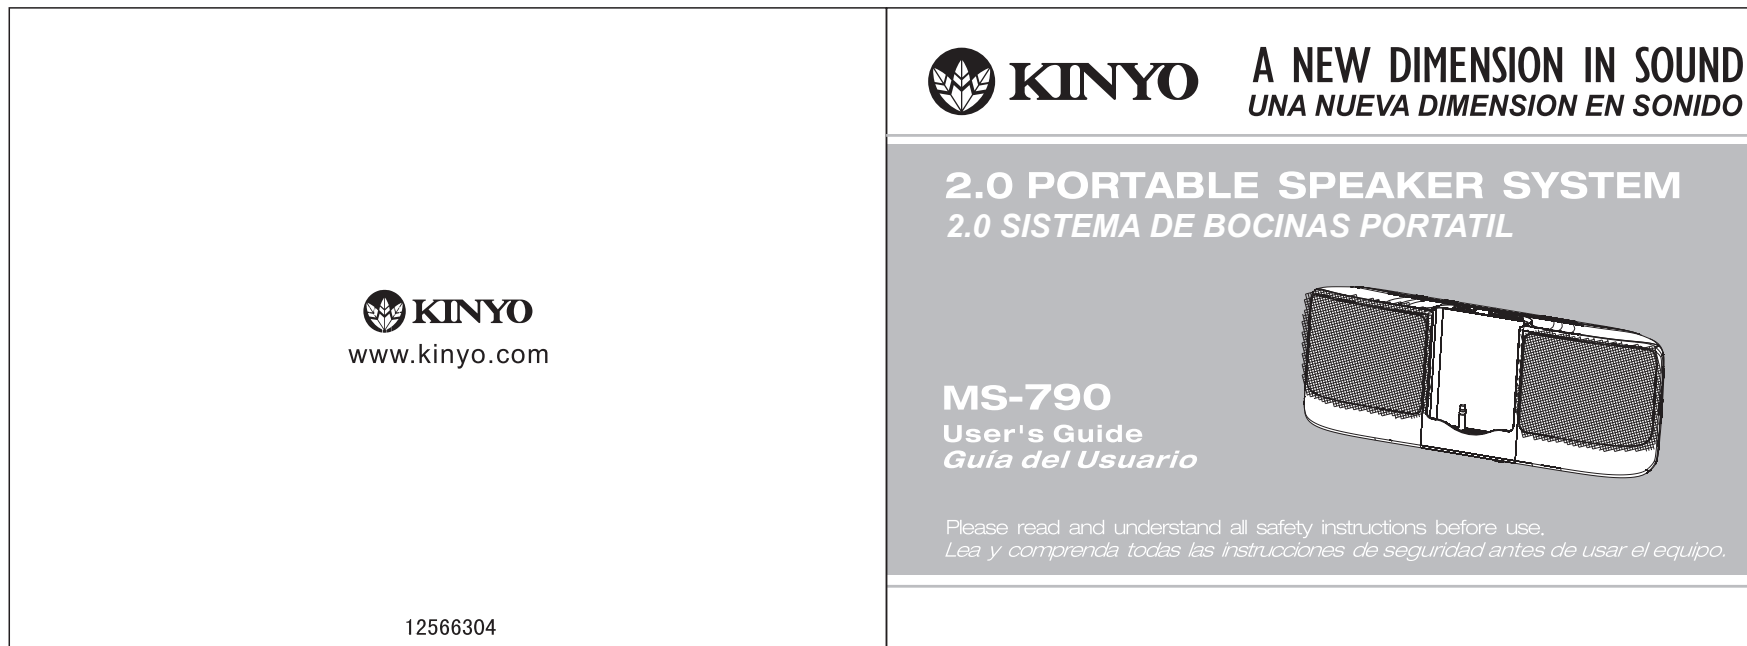 KINYO
www.kinyo.com
12566304
KINYO
A NEW DIMENSION IN SOUND
UNA NUEVA DIMENSION EN SONIDO
2.0 PORTABLE SPEAKER SYSTEM
2.0 SISTEMA DE BOCINAS PORTATIL
MS-790
User's Guide
Guía del Usuario
Please read and understand all safety instructions before use.
Lea y comprenda todas las instrucciones de seguridad antes de usar el equipo.